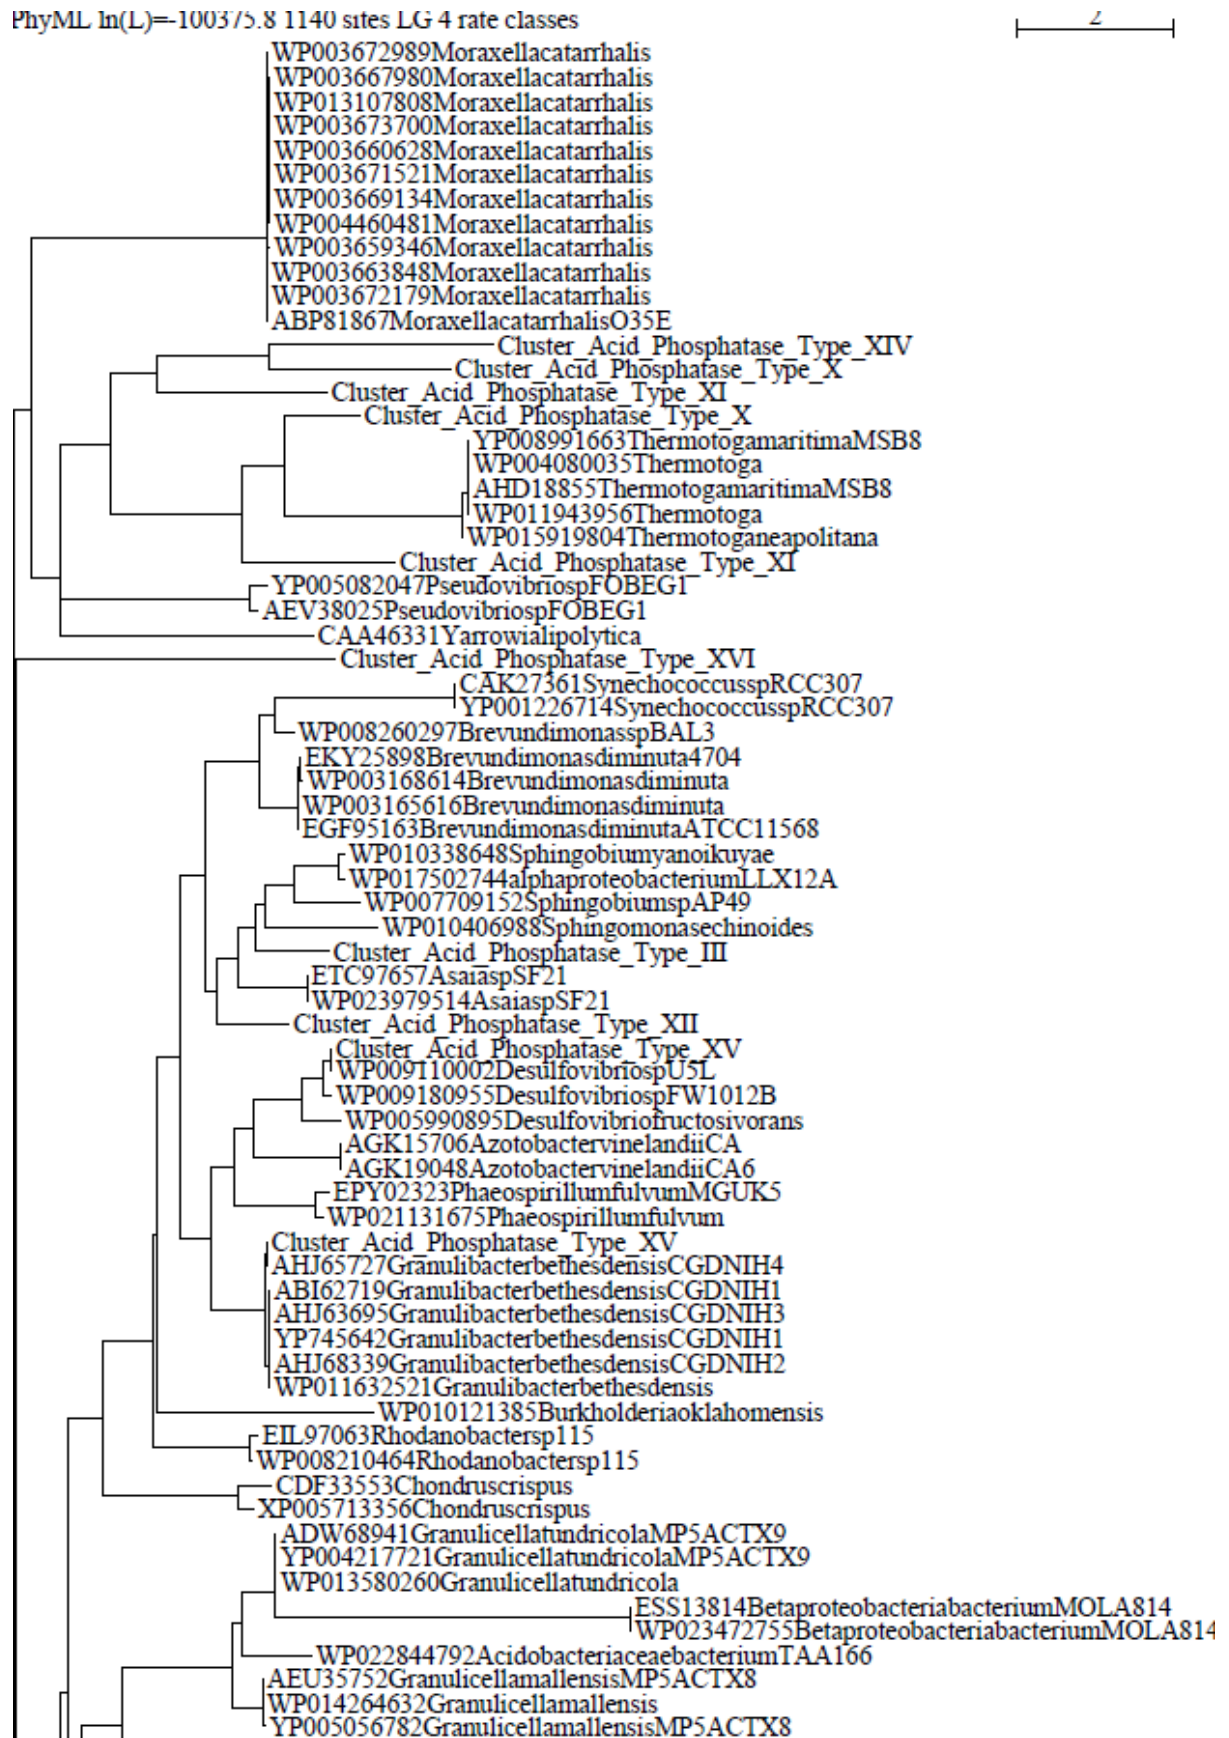 PhyML ln(L)=-100375.8 1140 sites LG 4 rate classes
2
WP003672989Moraxellacatarrhalis
WP003667980Moraxellacatarrhalis
WP013107808Moraxellacatarrhalis
WP003673700Moraxellacatarrhalis
WP003660628Moraxellacatarrhalis
WP003671521Moraxellacatarrhalis
WP003669134Moraxellacatarrhalis
WP004460481Moraxellacatarrhalis
WP003659346Moraxellacatarrhalis
WP003663848Moraxellacatarrhalis
WP003672179Moraxellacatarrhalis
ABP81867MoraxellacatarrhalisO35E
Cluster_Acid_Phosphatase_Type_XIV
Cluster_Acid_Phosphatase_Type_X
Cluster_Acid_Phosphatase_Type_XI
Cluster_Acid_Phosphatase_Type_X
YP008991663ThermotogamaritimaMSB8
WP004080035Thermotoga
AHD18855ThermotogamaritimaMSB8
WP011943956Thermotoga
WP015919804Thermotoganeapolitana
Cluster_Acid_Phosphatase_Type_XI
YP005082047PseudovibriospFOBEG1
AEV38025PseudovibriospFOBEG1
CAA46331Yarrowialipolytica
Cluster_Acid_Phosphatase_Type_XVI
CAK27361SynechococcusspRCC307
YP001226714SynechococcusspRCC307
WP008260297BrevundimonasspBAL3
EKY25898Brevundimonasdiminuta4704
WP003168614Brevundimonasdiminuta
WP003165616Brevundimonasdiminuta
EGF95163BrevundimonasdiminutaATCC11568
WP010338648Sphingobiumyanoikuyae
WP017502744alphaproteobacteriumLLX12A
WP007709152SphingobiumspAP49
WP010406988Sphingomonasechinoides
Cluster_Acid_Phosphatase_Type_III
ETC97657AsaiaspSF21
WP023979514AsaiaspSF21
Cluster_Acid_Phosphatase_Type_XII
Cluster_Acid_Phosphatase_Type_XV
WP009110002DesulfovibriospU5L
WP009180955DesulfovibriospFW1012B
WP005990895Desulfovibriofructosivorans
AGK15706AzotobactervinelandiiCA
AGK19048AzotobactervinelandiiCA6
EPY02323PhaeospirillumfulvumMGUK5
WP021131675Phaeospirillumfulvum
Cluster_Acid_Phosphatase_Type_XV
AHJ65727GranulibacterbethesdensisCGDNIH4
ABI62719GranulibacterbethesdensisCGDNIH1
AHJ63695GranulibacterbethesdensisCGDNIH3
YP745642GranulibacterbethesdensisCGDNIH1
AHJ68339GranulibacterbethesdensisCGDNIH2
WP011632521Granulibacterbethesdensis
WP010121385Burkholderiaoklahomensis
EIL97063Rhodanobactersp115
WP008210464Rhodanobactersp115
CDF33553Chondruscrispus
XP005713356Chondruscrispus
ADW68941GranulicellatundricolaMP5ACTX9
YP004217721GranulicellatundricolaMP5ACTX9
WP013580260Granulicellatundricola
ESS13814BetaproteobacteriabacteriumMOLA814
WP023472755BetaproteobacteriabacteriumMOLA814
WP022844792AcidobacteriaceaebacteriumTAA166
AEU35752GranulicellamallensisMP5ACTX8
WP014264632Granulicellamallensis
YP005056782GranulicellamallensisMP5ACTX8